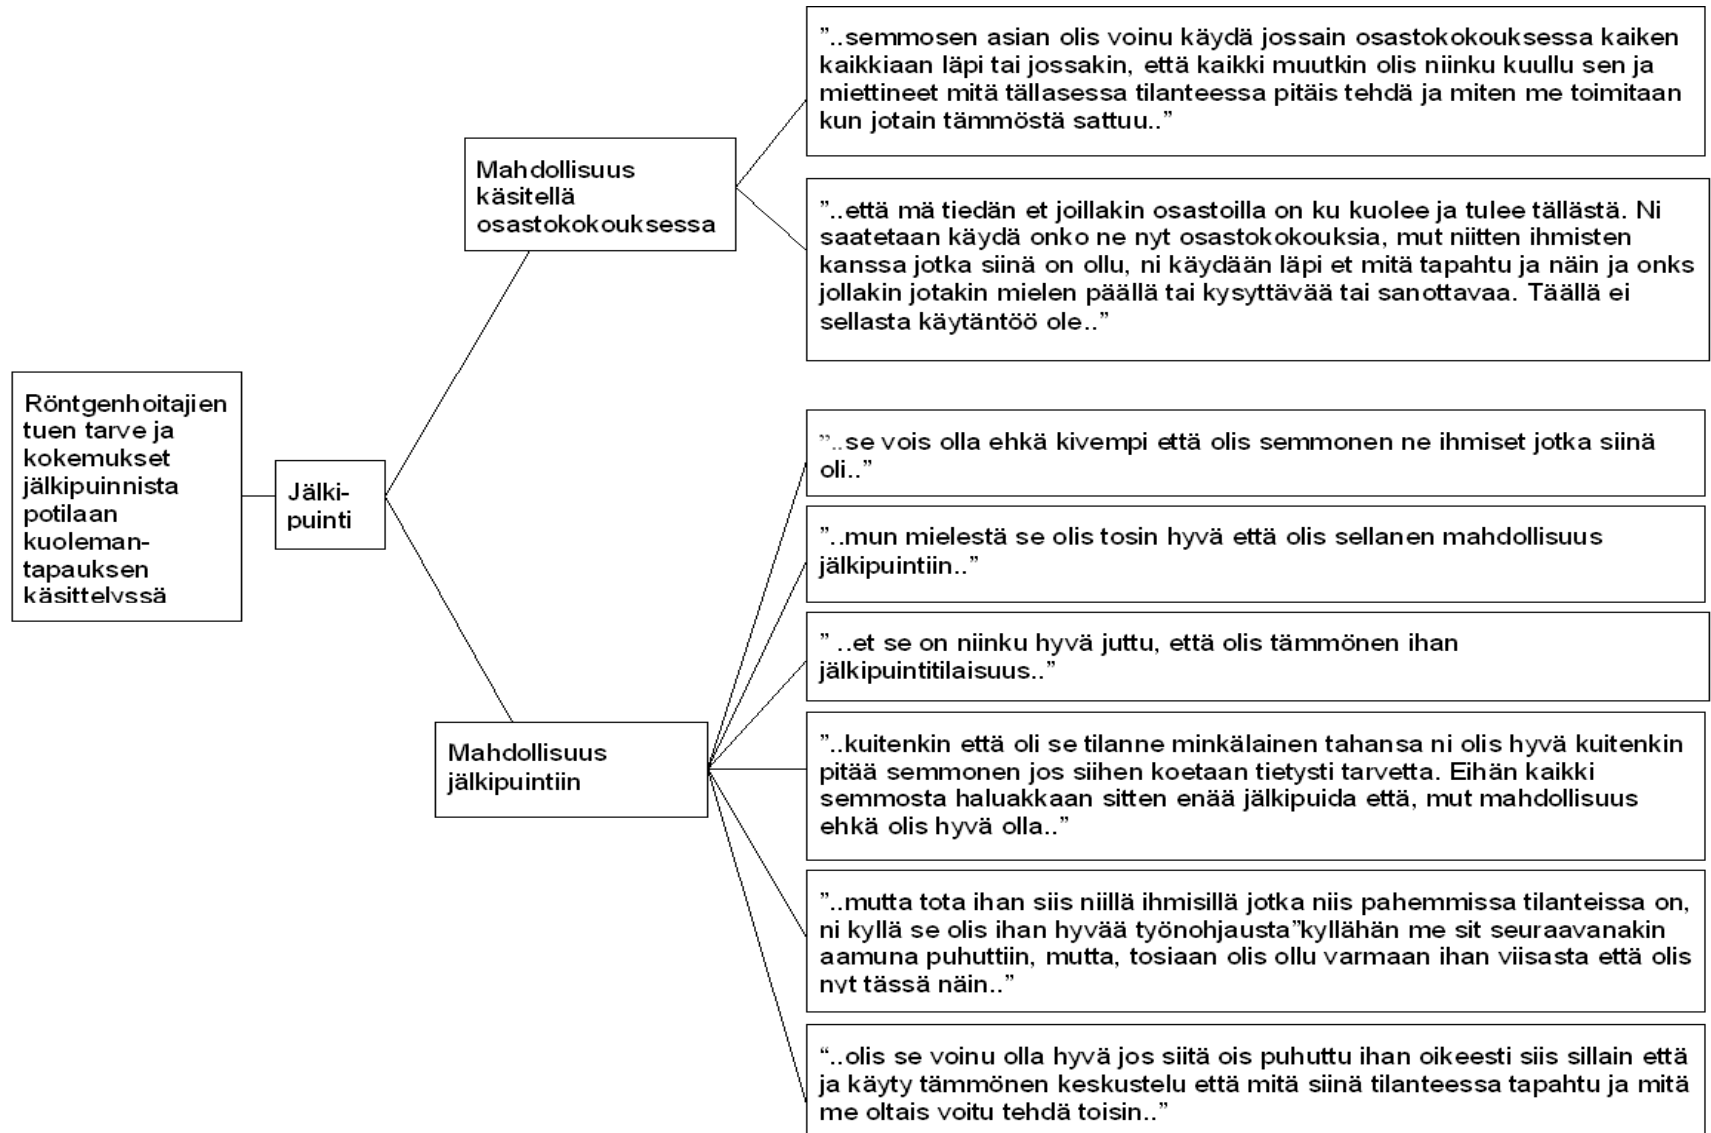 Röntgenhoitajien
tuen tarve ja
kokemukset
jälkipuinnista
potilaan
kuoleman-
tapauksen
käsittelyssä
Jälki-
puinti
Mahdollisuus
käsitellä
osastokokouksessa
”..semmosen asian olis voinu käydä jossain osastokokouksessa kaiken
kaikkiaan läpi tai jossakin, että kaikki muutkin olis niinku kuullu sen ja
miettineet mitä tällasessa tilanteessa pitäis tehdä ja miten me toimitaan
kun jotain tämmöstä sattuu..”
”..että mä tiedän et joillakin osastoilla on ku kuolee ja tulee tällästä. Ni
saatetaan käydä onko ne nyt osastokokouksia, mut niitten ihmisten
kanssa jotka siinä on ollu, ni käydään läpi et mitä tapahtu ja näin ja onks
jollakin jotakin mielen päällä tai kysyttävää tai sanottavaa. Täällä ei
sellasta käytäntöö ole..”
Mahdollisuus
jälkipuintiin
”..se vois olla ehkä kivempi että olis semmonen ne ihmiset jotka siinä
oli..”
”..mun mielestä se olis tosin hyvä että olis sellanen mahdollisuus
jälkipuintiin..”
” ..et se on niinku hyvä juttu, että olis tämmönen ihan
jälkipuintitilaisuus..”
”..kuitenkin että oli se tilanne minkälainen tahansa ni olis hyvä kuitenkin
pitää semmonen jos siihen koetaan tietysti tarvetta. Eihän kaikki
semmosta haluakkaan sitten enää jälkipuida että, mut mahdollisuus
ehkä olis hyvä olla..”
”..mutta tota ihan siis niillä ihmisillä jotka niis pahemmissa tilanteissa on,
ni kyllä se olis ihan hyvää työnohjausta”kyllähän me sit seuraavanakin
aamuna puhuttiin, mutta, tosiaan olis ollu varmaan ihan viisasta että olis
nyt tässä näin..”
“..olis se voinu olla hyvä jos siitä ois puhuttu ihan oikeesti siis sillain että
ja käyty tämmönen keskustelu että mitä siinä tilanteessa tapahtu ja mitä
me oltais voitu tehdä toisin..”